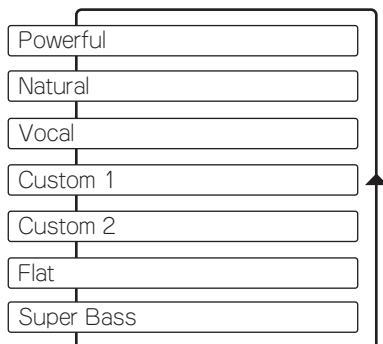 Powerful
Natural
Vocal
Custom 1
Custom 2
Flat
Super Bass